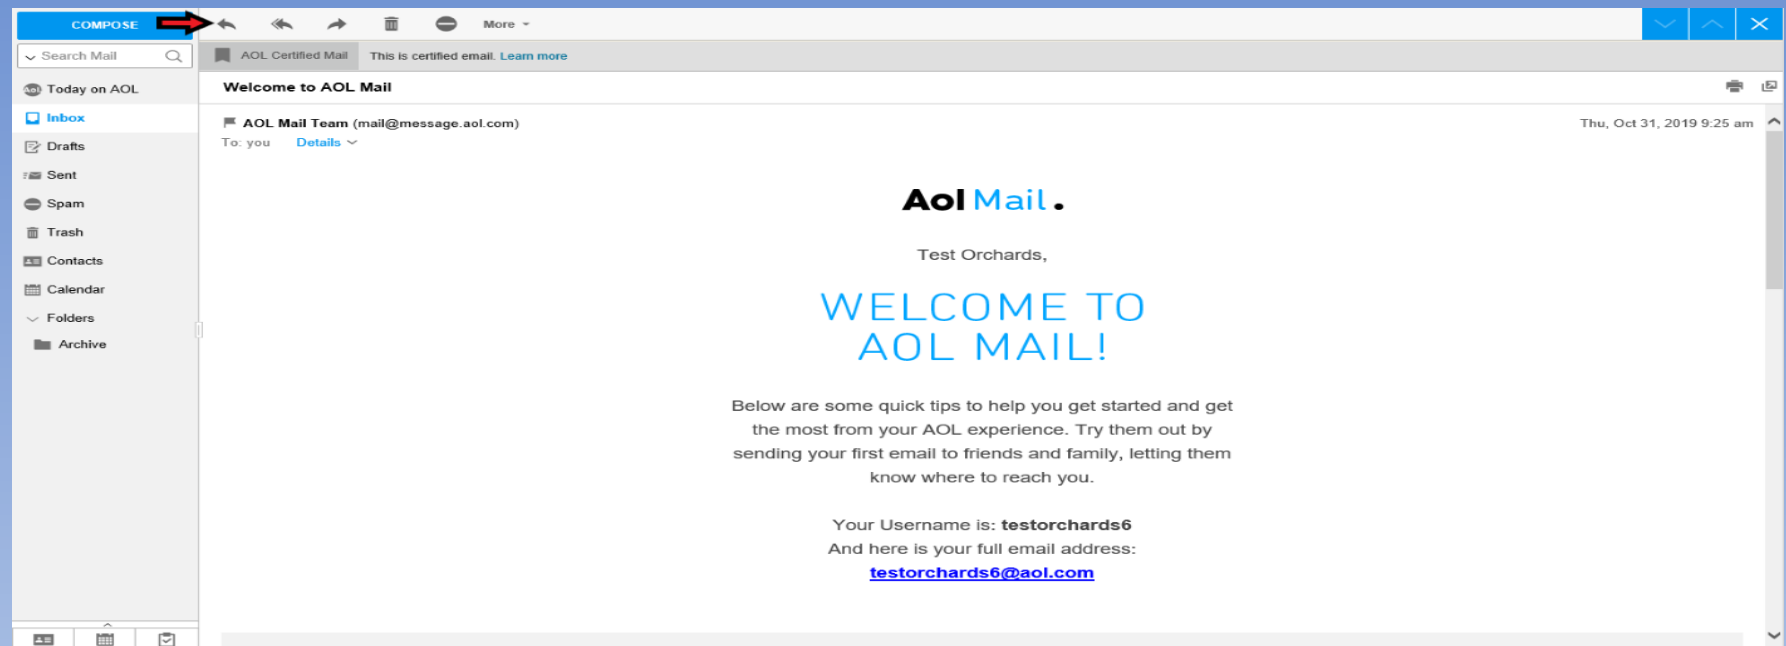 COMPOSE
More
Search Mail
AOL Certified Mail This is certified email. Learn more
Today on AOL
Welcome to AOL Mail
Inbox
AOL Mail Team (mail@message.aol.com)
Thu, Oct 31, 2019 9:25 am
To: you Details
Drafts
Sent
Spam
Trash
Contacts
Calendar
Folders
Archive
Aol Mail.
Test Orchards,
WELCOME TO
AOL MAIL!
Below are some quick tips to help you get started and get
the most from your AOL experience. Try them out by
sending your first email to friends and family, letting them
know where to reach you.
Your Username is: testorchards6
And here is your full email address:
testorchards6@aol.com